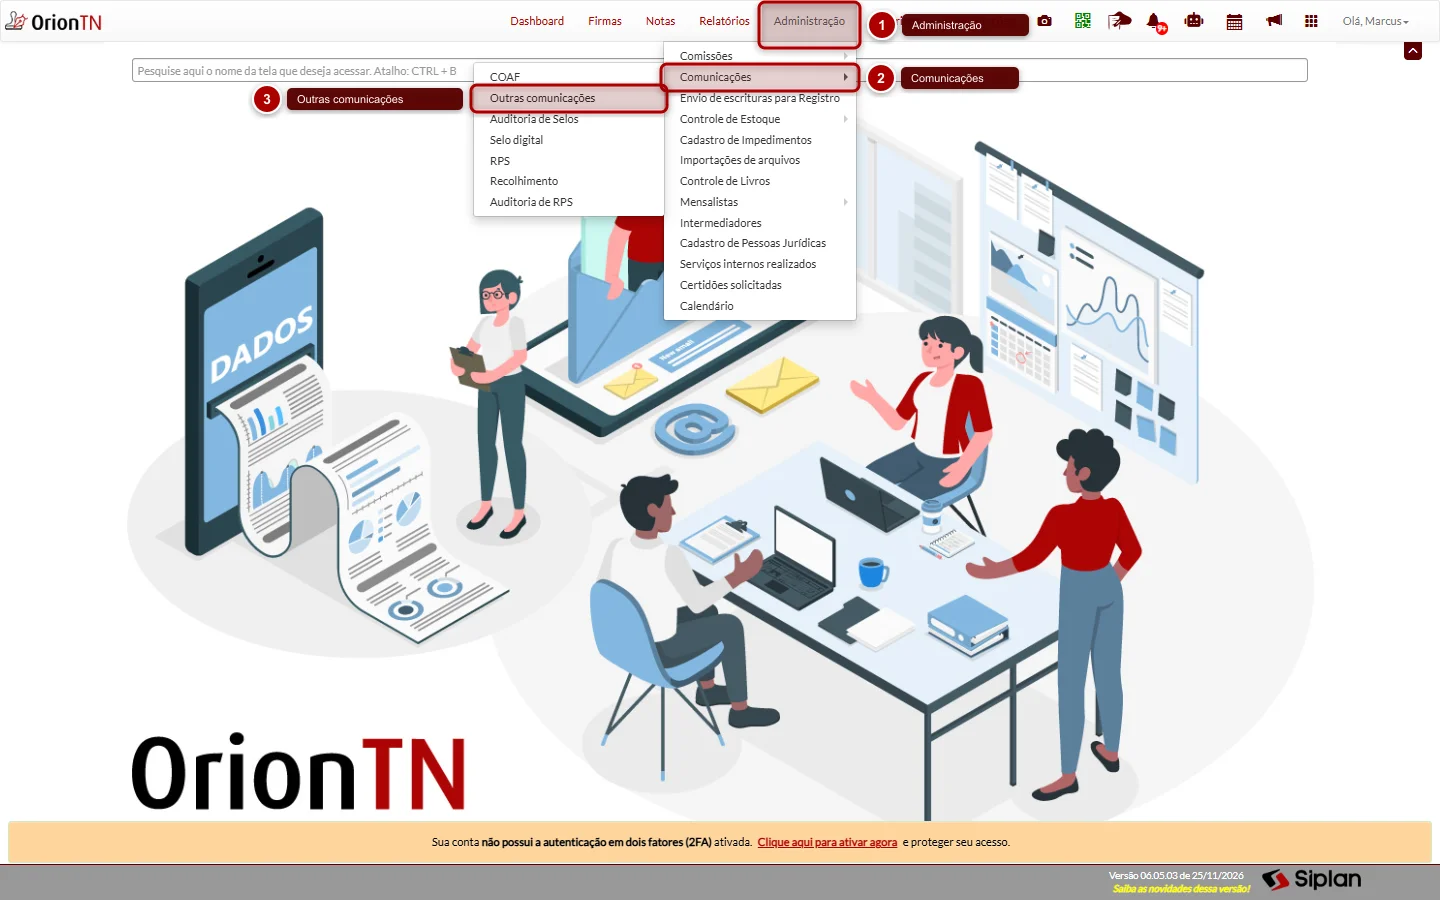 OrionTN
Dashboard
Firmas
Notas
Relatórios
Administração
1
Administração
9+
Olá, Marcus
Pesquise aqui o nome da tela que deseja acessar. Atalho: CTRL + B
Comissões
Comunicações
2
Comunicações
Envio de escrituras para Registro
Controle de Estoque
Cadastro de Impedimentos
Importações de arquivos
Controle de Livros
Mensalistas
Intermediadores
Cadastro de Pessoas Jurídicas
Serviços internos realizados
Certidões solicitadas
Calendário
COAF
3
Outras comunicações
Outras comunicações
Auditoria de Selos
Selo digital
RPS
Recolhimento
Auditoria de RPS
DADOS
New email
@
OrionTN
Sua conta não possui a autenticação em dois fatores (2FA) ativada. Clique aqui para ativar agora e proteger seu acesso.
Versão 06.05.03 de 25/11/2026
Saiba as novidades dessa versão!
Siplan